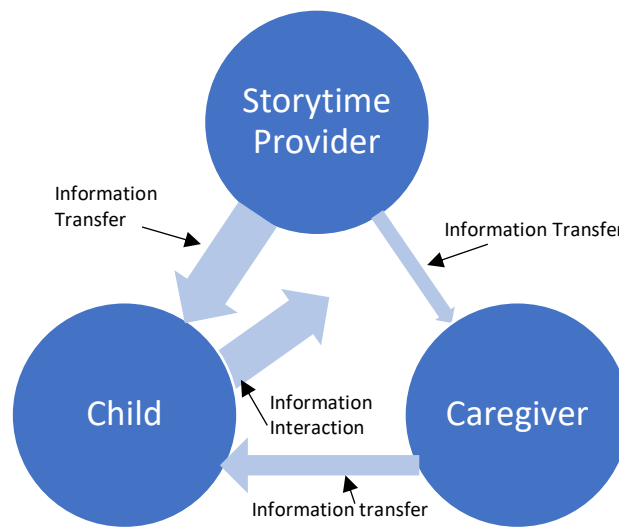 Storytime
Provider
Information
Transfer
Information Transfer
Child
Information
Interaction
Caregiver
Information transfer